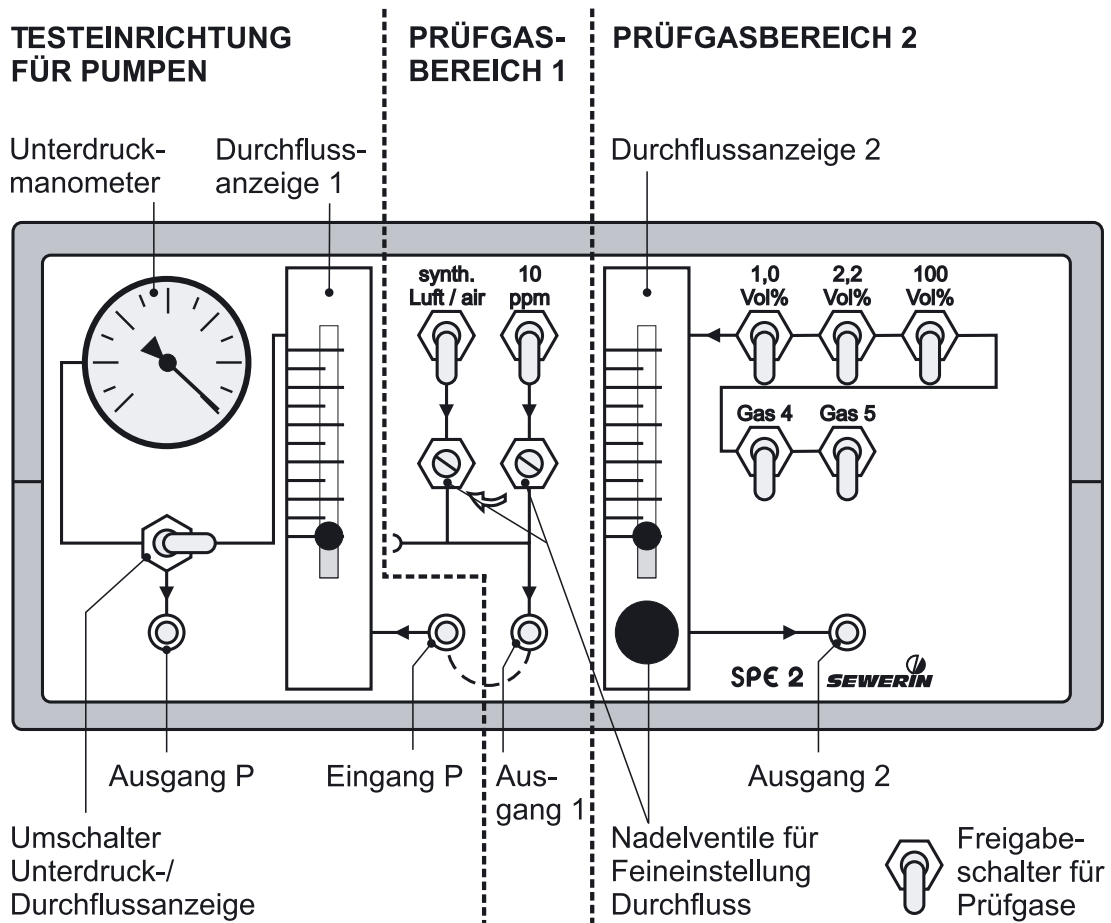 TESTEINRICHTUNG
FÜR PUMPEN
PRÜFGAS-
BEREICH 1
PRÜFGASBEREICH 2
Unterdruck-
manometer
Durchfluss-
anzeige 1
Durchflussanzeige 2
synth.
Luft / air
10
ppm
1,0
Vol%
2,2
Vol%
100
Vol%
Gas 4
Gas 5
SPE 2
SEWERIN
Ausgang P
Eingang P
Aus-
gang 1
Ausgang 2
Umschalter
Unterdruck-/
Durchflussanzeige
Nadelventile für
Feineinstellung
Durchfluss
Freigabe-
schalter für
Prüfgase